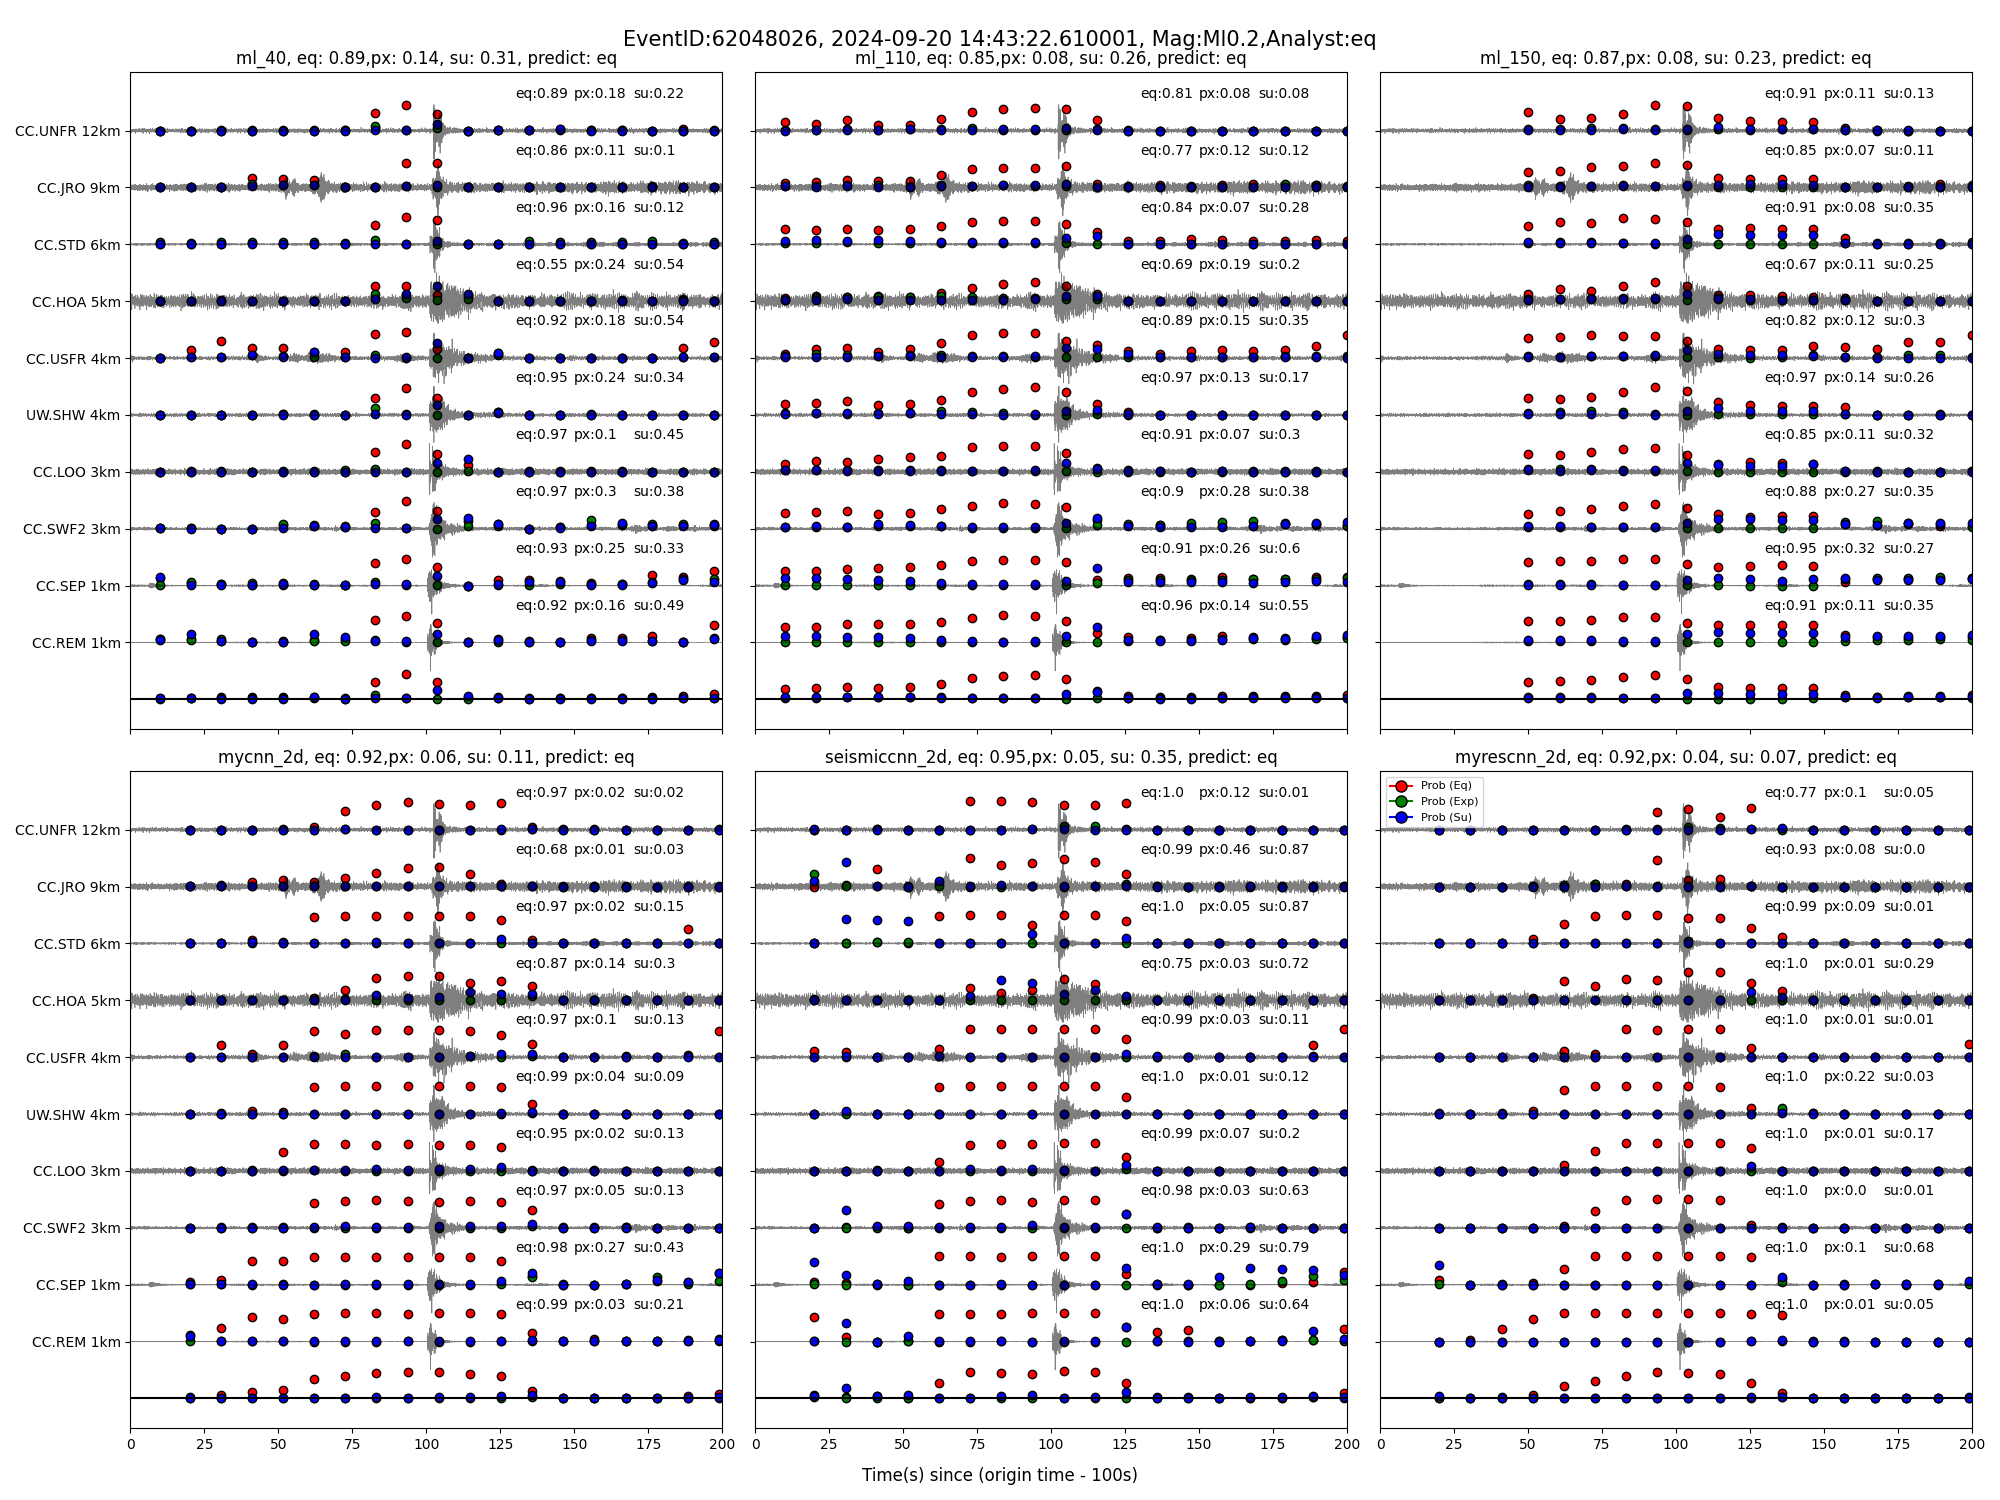 EventID:62048026, 2024-09-20 14:43:22.610001, Mag:Ml0.2,Analyst:eq
ml_40, eq: 0.89,px: 0.14, su: 0.31, predict: eq
eq:0.89 px:0.18 su:0.22
CC.UNFR 12km
eq:0.86 px:0.11 su:0.1
CC.JRO 9km
eq:0.96 px:0.16 su:0.12
CC.STD 6km
eq:0.55 px:0.24 su:0.54
CC.HOA 5km
eq:0.92 px:0.18 su:0.54
CC.USFR 4km
eq:0.95 px:0.24 su:0.34
UW.SHW 4km
eq:0.97 px:0.1 su:0.45
CC.LOO 3km
eq:0.97 px:0.3 su:0.38
CC.SWF2 3km
eq:0.93 px:0.25 su:0.33
CC.SEP 1km
eq:0.92 px:0.16 su:0.49
CC.REM 1km
ml_110, eq: 0.85,px: 0.08, su: 0.26, predict: eq
eq:0.81 px:0.08 su:0.08
eq:0.77 px:0.12 su:0.12
eq:0.84 px:0.07 su:0.28
eq:0.69 px:0.19 su:0.2
eq:0.89 px:0.15 su:0.35
eq:0.97 px:0.13 su:0.17
eq:0.91 px:0.07 su:0.3
eq:0.9 px:0.28 su:0.38
eq:0.91 px:0.26 su:0.6
eq:0.96 px:0.14 su:0.55
ml_150, eq: 0.87,px: 0.08, su: 0.23, predict: eq
eq:0.91 px:0.11 su:0.13
eq:0.85 px:0.07 su:0.11
eq:0.91 px:0.08 su:0.35
eq:0.67 px:0.11 su:0.25
eq:0.82 px:0.12 su:0.3
eq:0.97 px:0.14 su:0.26
eq:0.85 px:0.11 su:0.32
eq:0.88 px:0.27 su:0.35
eq:0.95 px:0.32 su:0.27
eq:0.91 px:0.11 su:0.35
mycnn_2d, eq: 0.92,px: 0.06, su: 0.11, predict: eq
eq:0.97 px:0.02 su:0.02
CC.UNFR 12km
eq:0.68 px:0.01 su:0.03
CC.JRO 9km
eq:0.97 px:0.02 su:0.15
CC.STD 6km
eq:0.87 px:0.14 su:0.3
CC.HOA 5km
eq:0.97 px:0.1 su:0.13
CC.USFR 4km
eq:0.99 px:0.04 su:0.09
UW.SHW 4km
eq:0.95 px:0.02 su:0.13
CC.LOO 3km
eq:0.97 px:0.05 su:0.13
CC.SWF2 3km
eq:0.98 px:0.27 su:0.43
CC.SEP 1km
eq:0.99 px:0.03 su:0.21
CC.REM 1km
0 25 50 75 100 125 150 175 200
seismiccnn_2d, eq: 0.95,px: 0.05, su: 0.35, predict: eq
eq:1.0 px:0.12 su:0.01
eq:0.99 px:0.46 su:0.87
eq:1.0 px:0.05 su:0.87
eq:0.75 px:0.03 su:0.72
eq:0.99 px:0.03 su:0.11
eq:1.0 px:0.01 su:0.12
eq:0.99 px:0.07 su:0.2
eq:0.98 px:0.03 su:0.63
eq:1.0 px:0.29 su:0.79
eq:1.0 px:0.06 su:0.64
0 25 50 75 100 125 150 175 200
myrescnn_2d, eq: 0.92,px: 0.04, su: 0.07, predict: eq
Prob (Eq)
Prob (Exp)
Prob (Su)
eq:0.77 px:0.1 su:0.05
eq:0.93 px:0.08 su:0.0
eq:0.99 px:0.09 su:0.01
eq:1.0 px:0.01 su:0.29
eq:1.0 px:0.01 su:0.01
eq:1.0 px:0.22 su:0.03
eq:1.0 px:0.01 su:0.17
eq:1.0 px:0.0 su:0.01
eq:1.0 px:0.1 su:0.68
eq:1.0 px:0.01 su:0.05
0 25 50 75 100 125 150 175 200
Time(s) since (origin time - 100s)